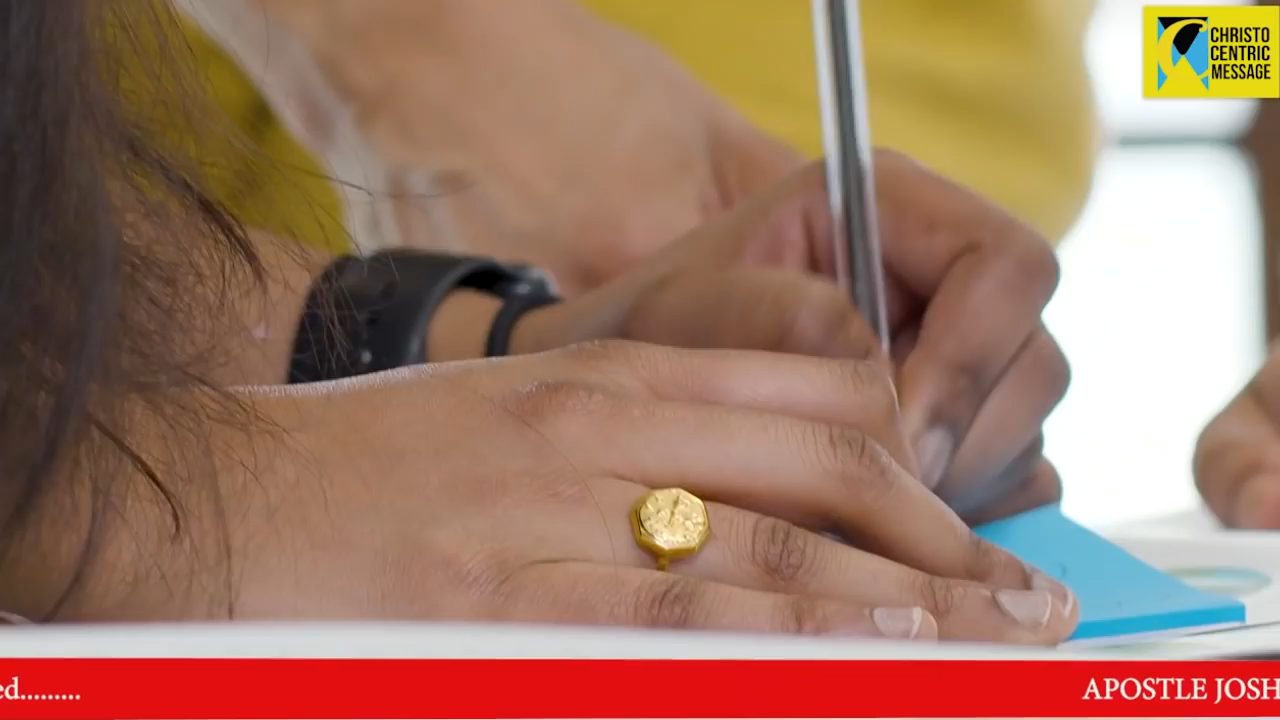 CHRISTO
CENTRIC
MESSAGE
ed.........
APOSTLE JOSH